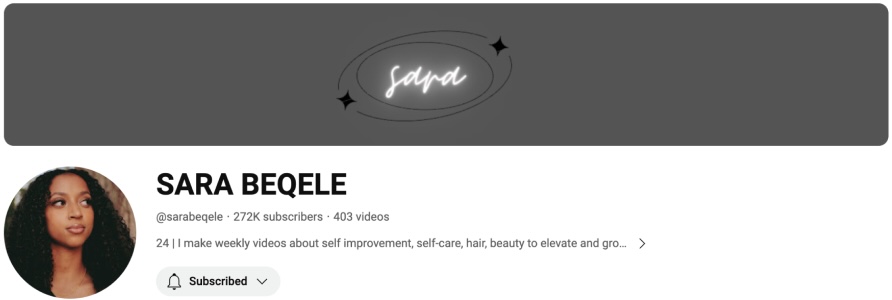 sara
SARA BEQELE
@sarabeqele · 272K subscribers · 403 videos
24 | I make weekly videos about self improvement, self-care, hair, beauty to elevate and gro...
Subscribed